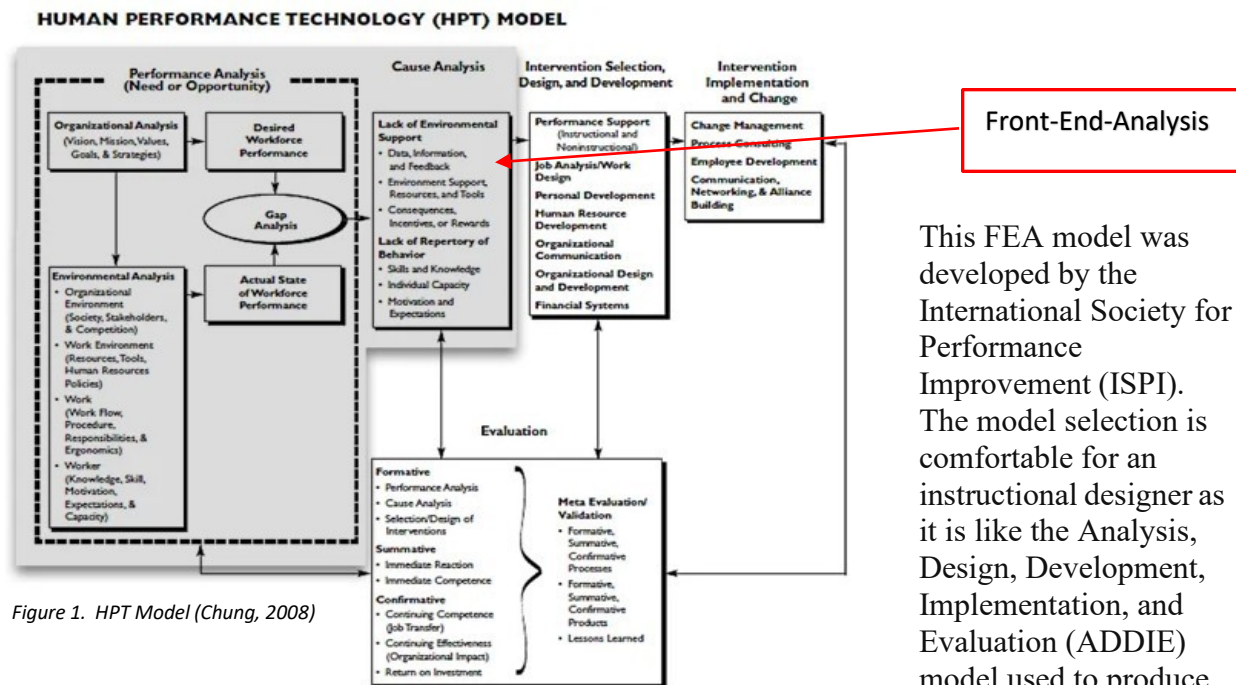 HUMAN PERFORMANCE TECHNOLOGY (HPT) MODEL
Performance Analysis
(Need or Opportunity)
Organizational Analysis
(Vision, Mission, Values,
Goals, & Strategies)
Desired
Workforce
Performance
Gap
Analysis
Environmental Analysis
• Organizational
Environment
(Society, Stakeholders,
& Competition)
• Work Environment
(Resources, Tools,
Human Resources
Policies)
• Work
(Work Flow,
Procedure,
Responsibilities, &
Ergonomics)
• Worker
(Knowledge, Skill,
Motivation,
Expectations, &
Capacity)
Actual State
of Workforce
Performance
Cause Analysis
Lack of Environmental
Support
• Data, Information,
and Feedback
• Environment Support,
Resources, and Tools
• Consequences,
Incentives, or Rewards
Lack of Repertory of
Behavior
• Skills and Knowledge
• Individual Capacity
• Motivation and
Expectations
Intervention Selection,
Design, and Development
Performance Support
(Instructional and
Noninstructional)
Job Analysis/Work
Design
Personal Development
Human Resource
Development
Organizational
Communication
Organizational Design
and Development
Financial Systems
Intervention
Implementation
and Change
Change Management
Process Consulting
Employee Development
Communication,
Networking, & Alliance
Building
Evaluation
Formative
• Performance Analysis
• Cause Analysis
• Selection/Design of
Interventions
Summative
• Immediate Reaction
• Immediate Competence
Confirmative
• Continuing Competence
(Job Transfer)
• Continuing Effectiveness
(Organizational Impact)
• Return on Investment
Meta Evaluation/
Validation
• Formative,
Summative,
Confirmative
Processes
• Formative,
Summative,
Confirmative
Products
• Lessons Learned
Figure 1. HPT Model (Chung, 2008)
Front-End-Analysis
This FEA model was
developed by the
International Society for
Performance
Improvement (ISPI).
The model selection is
comfortable for an
instructional designer as
it is like the Analysis,
Design, Development,
Implementation, and
Evaluation (ADDIE)
model used to produce